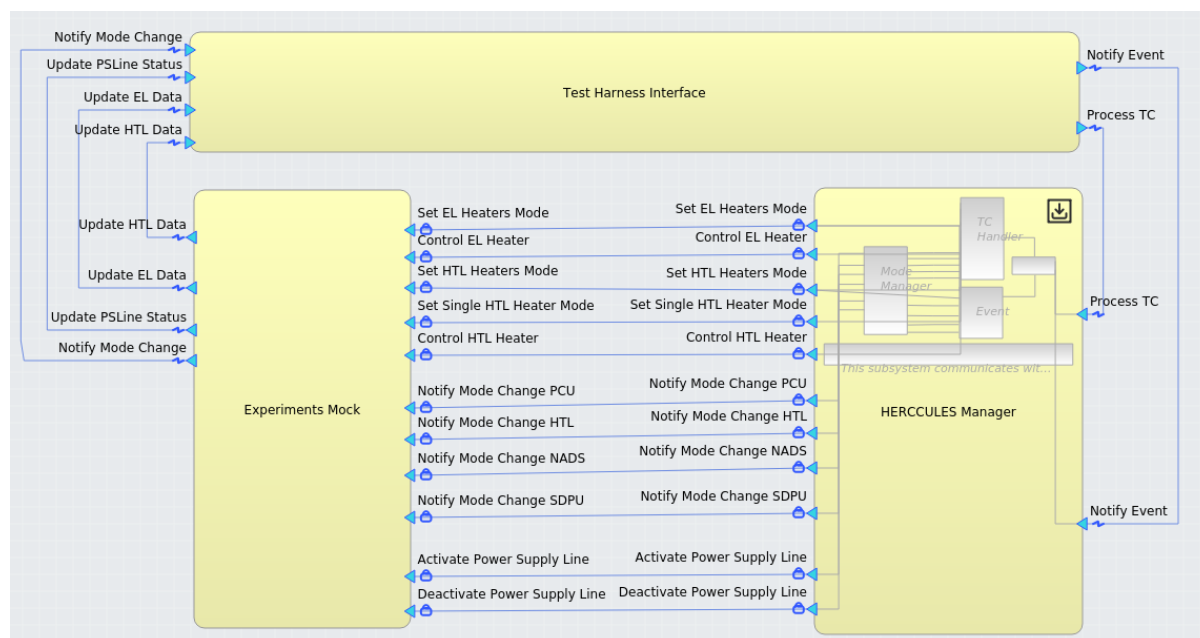 Notify Mode Change
Update PSLine Status
Update EL Data
Update HTL Data
Test Harness Interface
Notify Event
Process TC
Update HTL Data
Update EL Data
Update PSLine Status
Notify Mode Change
Experiments Mock
Set EL Heaters Mode
Control EL Heater
Set HTL Heaters Mode
Set Single HTL Heater Mode
Control HTL Heater
Notify Mode Change PCU
Notify Mode Change HTL
Notify Mode Change NADS
Notify Mode Change SDPU
Activate Power Supply Line
Deactivate Power Supply Line
Set EL Heaters Mode
Control EL Heater
Set HTL Heaters Mode
Set Single HTL Heater Mode
Control HTL Heater
Notify Mode Change PCU
Notify Mode Change HTL
Notify Mode Change NADS
Notify Mode Change SDPU
Activate Power Supply Line
Deactivate Power Supply Line
TC
Handler
Mode
Manager
Event
This subsystem communicates wit...
HERCCULES Manager
Process TC
Notify Event